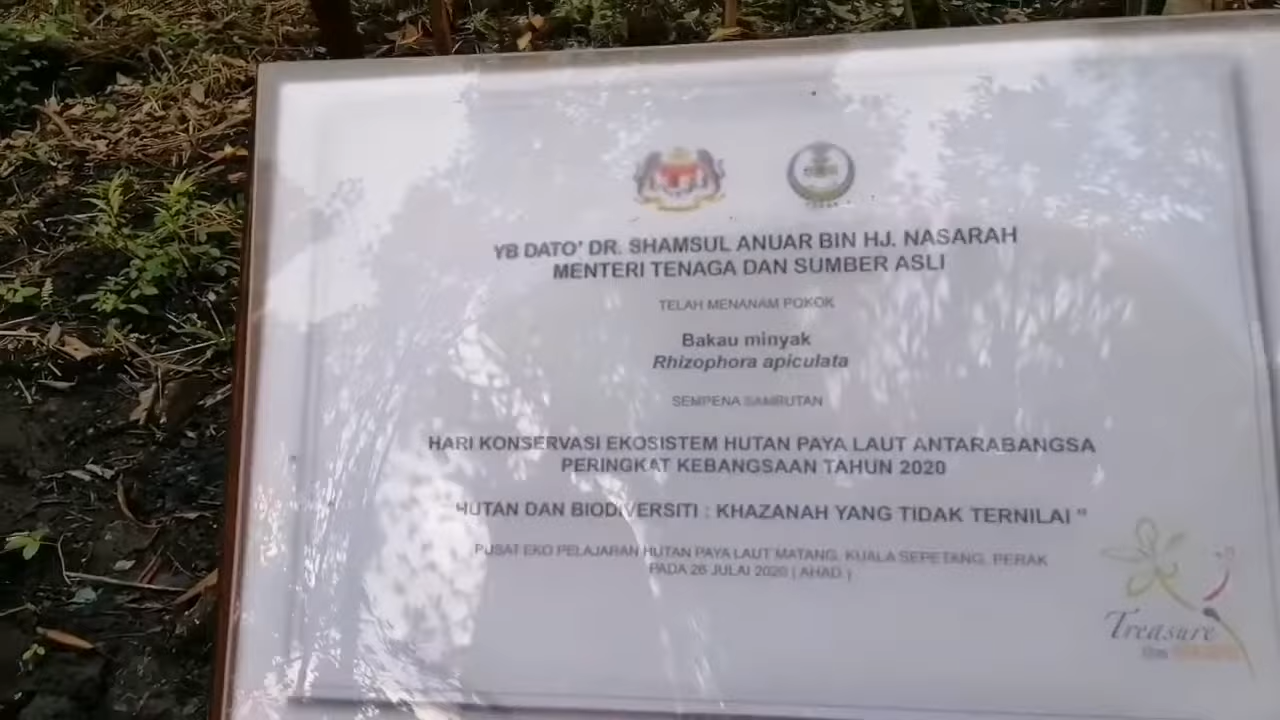 YB DATO' DR. SHAMSUL ANUAR BIN HJ. NASARAH
MENTERI TENAGA DAN SUMBER ASLI
TELAH MENANAM POKOK
Bakau minyak
Rhizophora apiculata
SEMPENA SAMBUTAN
HARI KONSERVASI EKOSISTEM HUTAN PAYA LAUT ANTARABANGSA
PERINGKAT KEBANGSAAN TAHUN 2020
HUTAN DAN BIODIVERSITI : KHAZANAH YANG TIDAK TERNILAI "
PUSAT EKO PELAJARAN HUTAN PAYA LAUT MATANG, KUALA SEPETANG, PERAK
PADA 26 JULAI 2020 ( AHAD )
Treasure